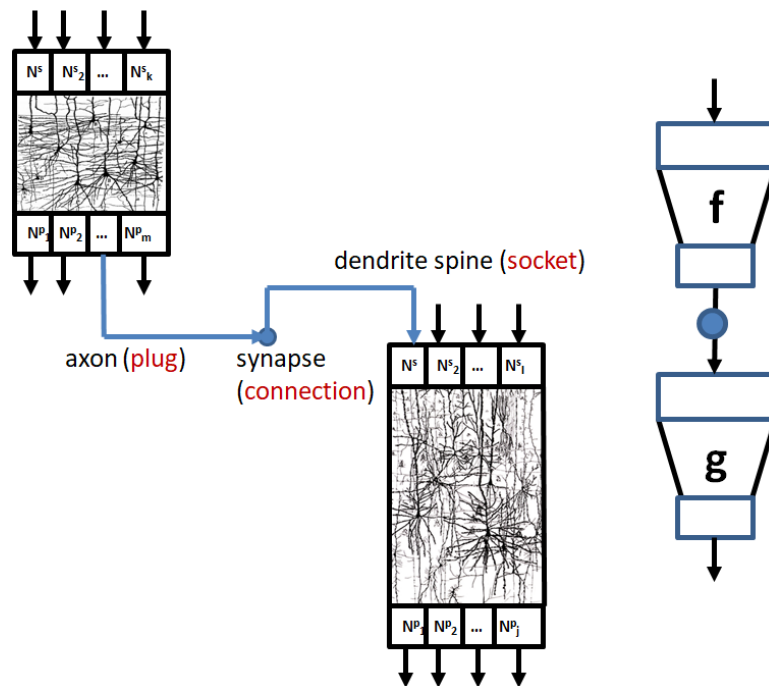 Nˢ Nˢ₂ ... Nˢₖ
Nᵖ₁ Nᵖ₂ ... Nᵖₘ
f
dendrite spine (socket)
axon (plug)
synapse
(connection)
Nˢ Nˢ₂ ... Nˢₗ
g
Nᵖ₁ Nᵖ₂ ... Nᵖⱼ